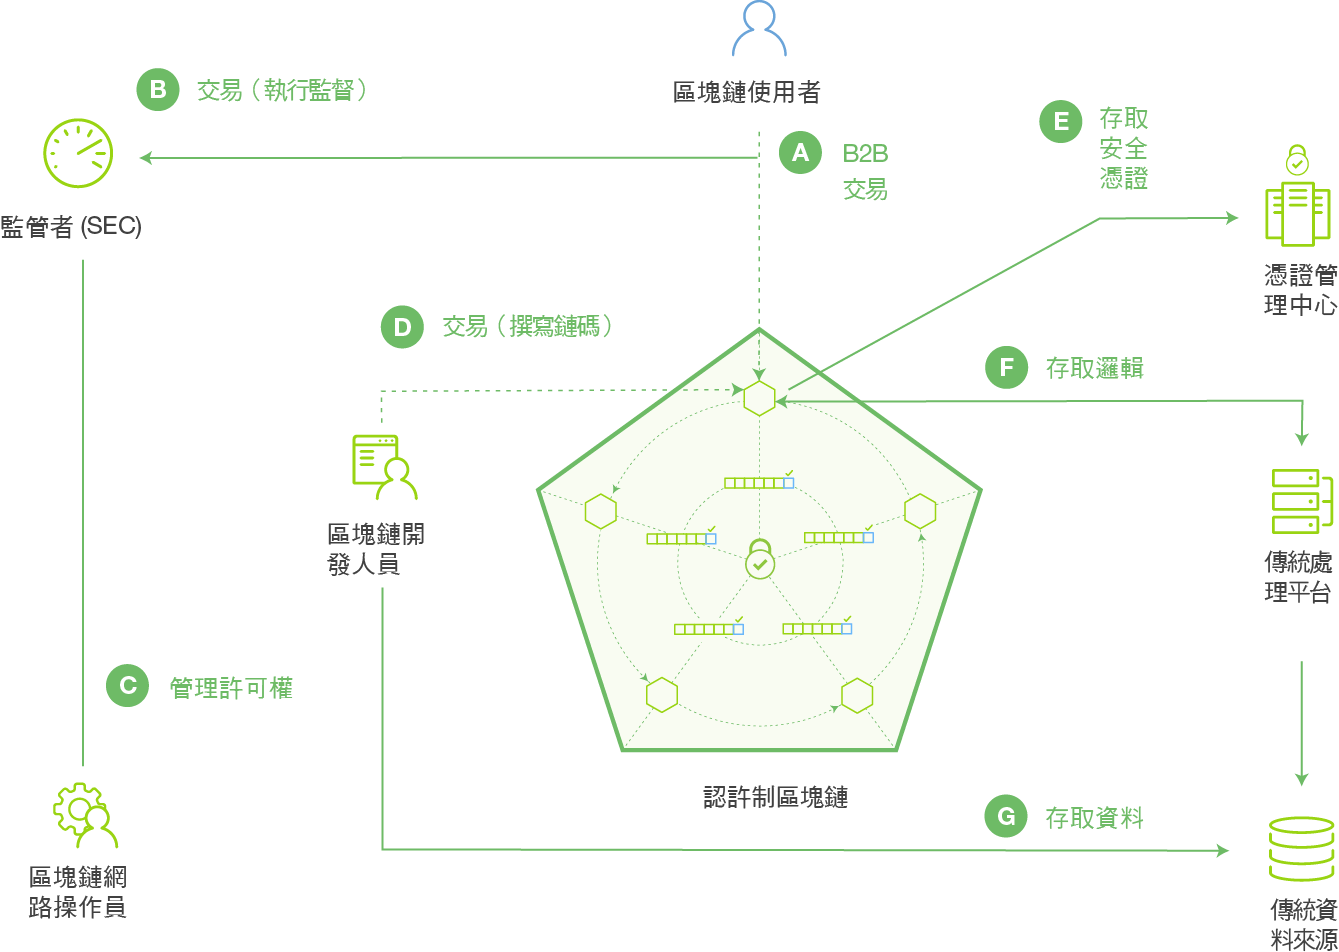 區塊鏈使用者
B
交易（執行監督）
A
B2B
交易
E
存取
安全
憑證
監管者 (SEC)
憑證管
理中心
D
交易（撰寫鏈碼）
F
存取邏輯
區塊鏈開
發人員
傳統處
理平台
C
管理許可權
認許制區塊鏈
G
存取資料
區塊鏈網
路操作員
傳統資
料來源